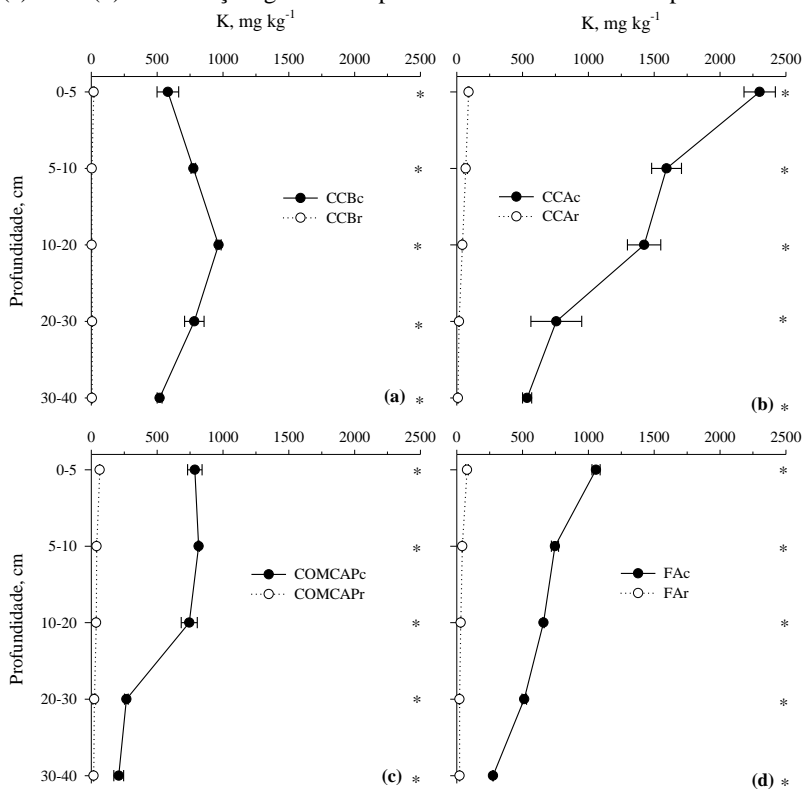 K, mg kg-1
K, mg kg-1
0 500 1000 1500 2000 2500
0 500 1000 1500 2000 2500
Profundidade, cm
0-5 *
5-10 *
10-20 *
20-30 *
30-40 *
CCBc
CCBr
(a)
*
*
*
*
*
CCAc
CCAr
(b)
0 500 1000 1500 2000 2500
0 500 1000 1500 2000 2500
Profundidade, cm
0-5 *
5-10 *
10-20 *
20-30 *
30-40 *
COMCAPc
COMCAPr
(c)
*
*
*
*
*
FAc
FAr
(d)